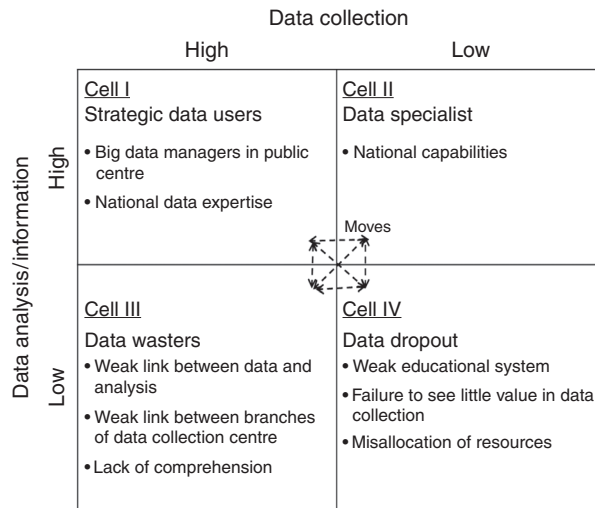 Data collection
High
Low
Data analysis/information
High
Low
Cell I
Strategic data users
• Big data managers in public
centre
• National data expertise
Cell II
Data specialist
• National capabilities
Moves
Cell III
Data wasters
• Weak link between data and
analysis
• Weak link between branches
of data collection centre
• Lack of comprehension
Cell IV
Data dropout
• Weak educational system
• Failure to see little value in data
collection
• Misallocation of resources